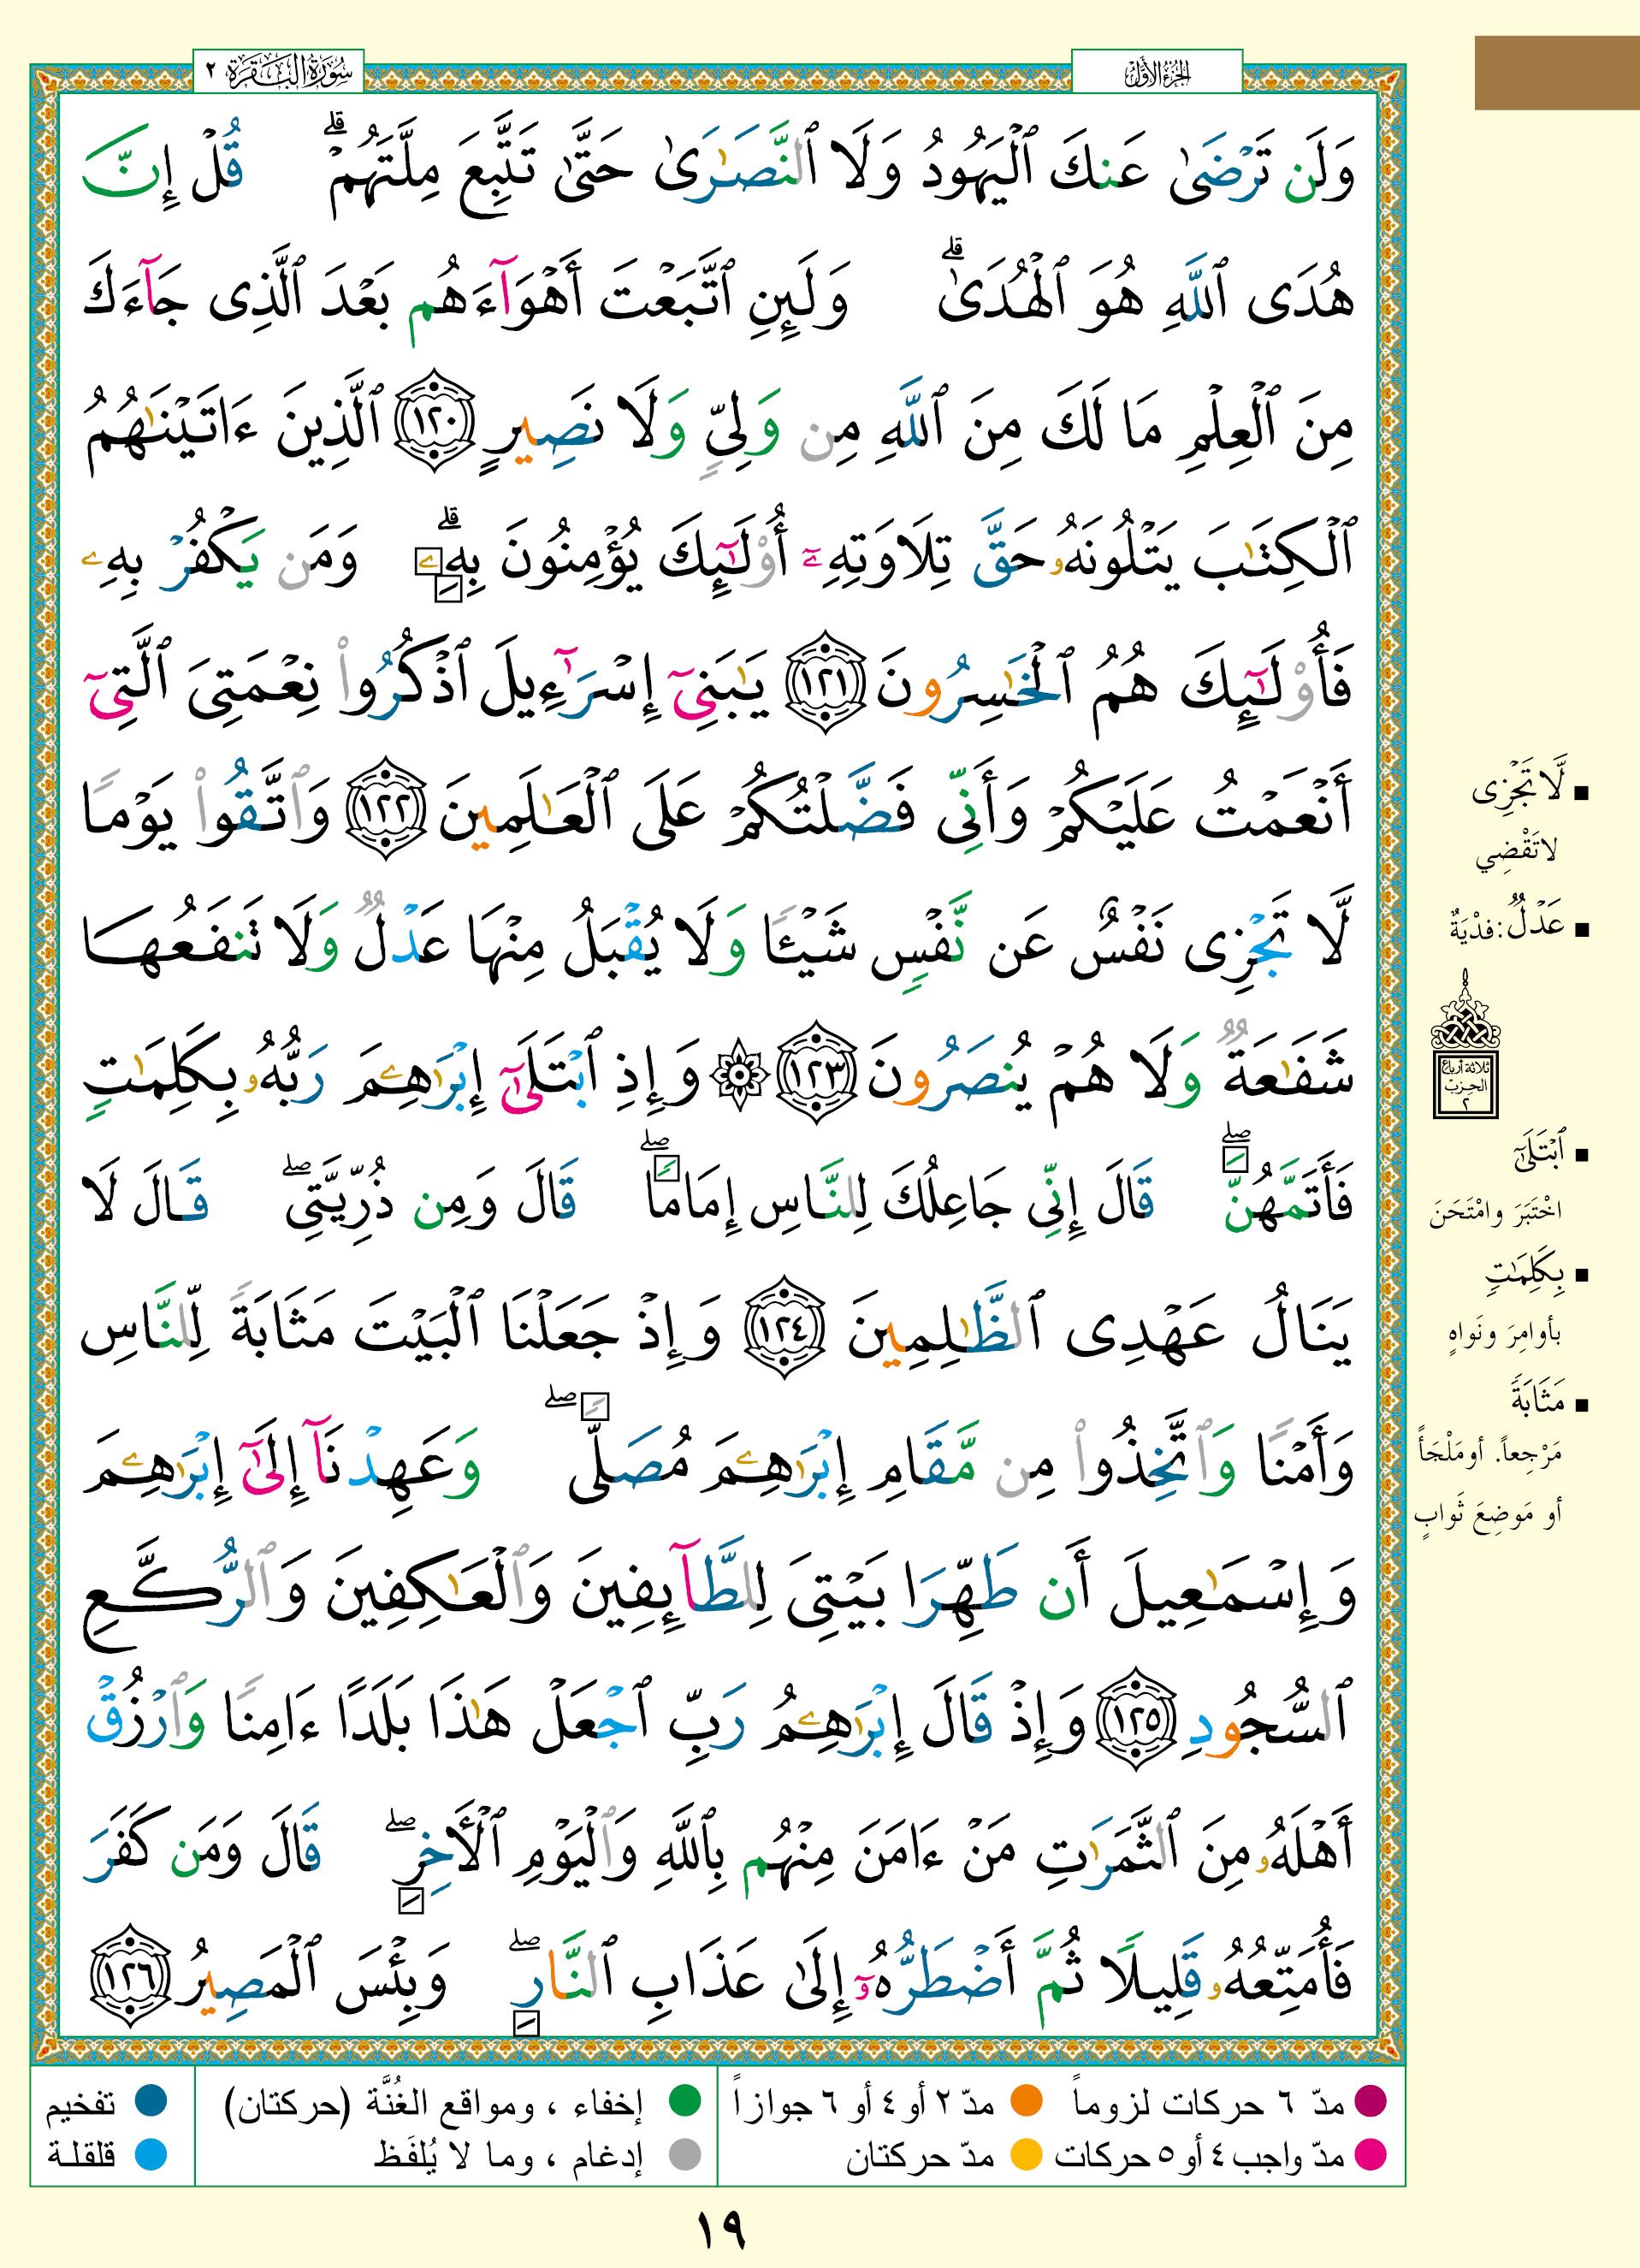 الجزء الأول
سورة البقرة ٢
وَلَن تَرْضَىٰ عَنكَ ٱلْيَهُودُ وَلَا ٱلنَّصَـٰرَىٰ حَتَّىٰ تَتَّبِعَ مِلَّتَهُمْ ۗ قُلْ إِنَّ
هُدَى ٱللَّهِ هُوَ ٱلْهُدَىٰ ۗ وَلَئِنِ ٱتَّبَعْتَ أَهْوَآءَهُم بَعْدَ ٱلَّذِى جَآءَكَ
مِنَ ٱلْعِلْمِ مَا لَكَ مِنَ ٱللَّهِ مِن وَلِىٍّ وَلَا نَصِيرٍ ١٢٠ ٱلَّذِينَ ءَاتَيْنَـٰهُمُ
ٱلْكِتَـٰبَ يَتْلُونَهُۥ حَقَّ تِلَاوَتِهِۦٓ أُو۟لَـٰٓئِكَ يُؤْمِنُونَ بِهِۦ ۗ وَمَن يَكْفُرْ بِهِۦ
فَأُو۟لَـٰٓئِكَ هُمُ ٱلْخَـٰسِرُونَ ١٢١ يَـٰبَنِىٓ إِسْرَٰٓءِيلَ ٱذْكُرُوا۟ نِعْمَتِىَ ٱلَّتِىٓ
أَنْعَمْتُ عَلَيْكُمْ وَأَنِّى فَضَّلْتُكُمْ عَلَى ٱلْعَـٰلَمِينَ ١٢٢ وَٱتَّقُوا۟ يَوْمًا
لَّا تَجْزِى نَفْسٌ عَن نَّفْسٍ شَيْـًٔا وَلَا يُقْبَلُ مِنْهَا عَدْلٌ وَلَا تَنفَعُهَا
شَفَـٰعَةٌ وَلَا هُمْ يُنصَرُونَ ١٢٣ ۞ وَإِذِ ٱبْتَلَىٰٓ إِبْرَٰهِـۧمَ رَبُّهُۥ بِكَلِمَـٰتٍ
فَأَتَمَّهُنَّ ۖ قَالَ إِنِّى جَاعِلُكَ لِلنَّاسِ إِمَامًا ۖ قَالَ وَمِن ذُرِّيَّتِى ۖ قَالَ لَا
يَنَالُ عَهْدِى ٱلظَّـٰلِمِينَ ١٢٤ وَإِذْ جَعَلْنَا ٱلْبَيْتَ مَثَابَةً لِّلنَّاسِ
وَأَمْنًا وَٱتَّخِذُوا۟ مِن مَّقَامِ إِبْرَٰهِـۧمَ مُصَلًّى ۖ وَعَهِدْنَآ إِلَىٰٓ إِبْرَٰهِـۧمَ
وَإِسْمَـٰعِيلَ أَن طَهِّرَا بَيْتِىَ لِلطَّآئِفِينَ وَٱلْعَـٰكِفِينَ وَٱلرُّكَّعِ
ٱلسُّجُودِ ١٢٥ وَإِذْ قَالَ إِبْرَٰهِـۧمُ رَبِّ ٱجْعَلْ هَـٰذَا بَلَدًا ءَامِنًا وَٱرْزُقْ
أَهْلَهُۥ مِنَ ٱلثَّمَرَٰتِ مَنْ ءَامَنَ مِنْهُم بِٱللَّهِ وَٱلْيَوْمِ ٱلْـَٔاخِرِ ۖ قَالَ وَمَن كَفَرَ
فَأُمَتِّعُهُۥ قَلِيلًا ثُمَّ أَضْطَرُّهُۥٓ إِلَىٰ عَذَابِ ٱلنَّارِ ۖ وَبِئْسَ ٱلْمَصِيرُ ١٢٦
▪ لَّا تَجْزِى
لا تَقْضِي
▪ عَدْلٌ : فِدْيَةٌ
ثلاثة أرباع
الحزب
٢
▪ ٱبْتَلَىٰٓ
اخْتَبَرَ وامْتَحَنَ
▪ بِكَلِمَـٰتٍ
بأوامِرَ ونَواهٍ
▪ مَثَابَةً
مَرْجِعاً. أو مَلْجَأً
أو مَوضِعَ ثَوابٍ
مدّ ٦ حركات لزوماً ● مدّ ٢ أو ٤ أو ٦ جوازاً ● إخفاء ، ومواقع الغُنَّة (حركتان) ● تفخيم
مدّ واجب ٤ أو ٥ حركات ● مدّ حركتان ● إدغام ، وما لا يُلفَظ ● قلقلة
١٩